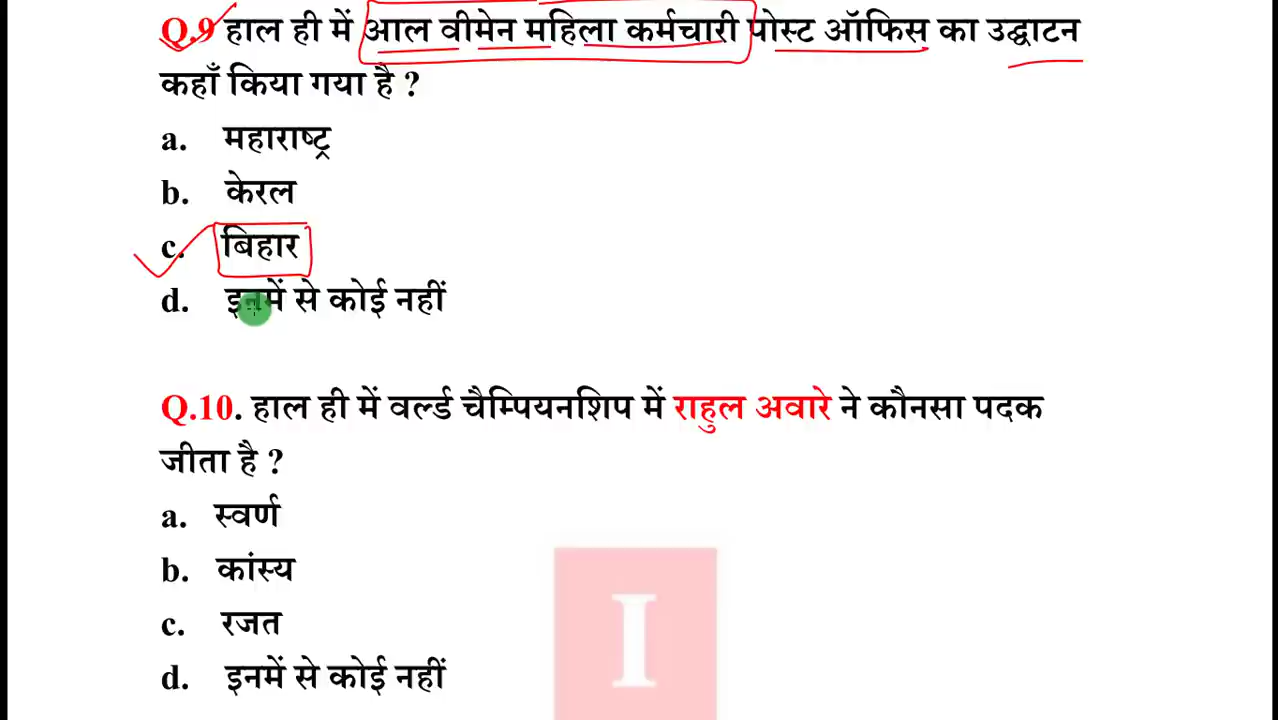 Q.9 हाल ही में आल वीमेन महिला कर्मचारी पोस्ट ऑफिस का उद्घाटन
कहाँ किया गया है ?
a. महाराष्ट्र
b. केरल
c. बिहार
d. इनमें से कोई नहीं
Q.10. हाल ही में वर्ल्ड चैम्पियनशिप में राहुल अवारे ने कौनसा पदक
जीता है ?
a. स्वर्ण
b. कांस्य
c. रजत
d. इनमें से कोई नहीं
I